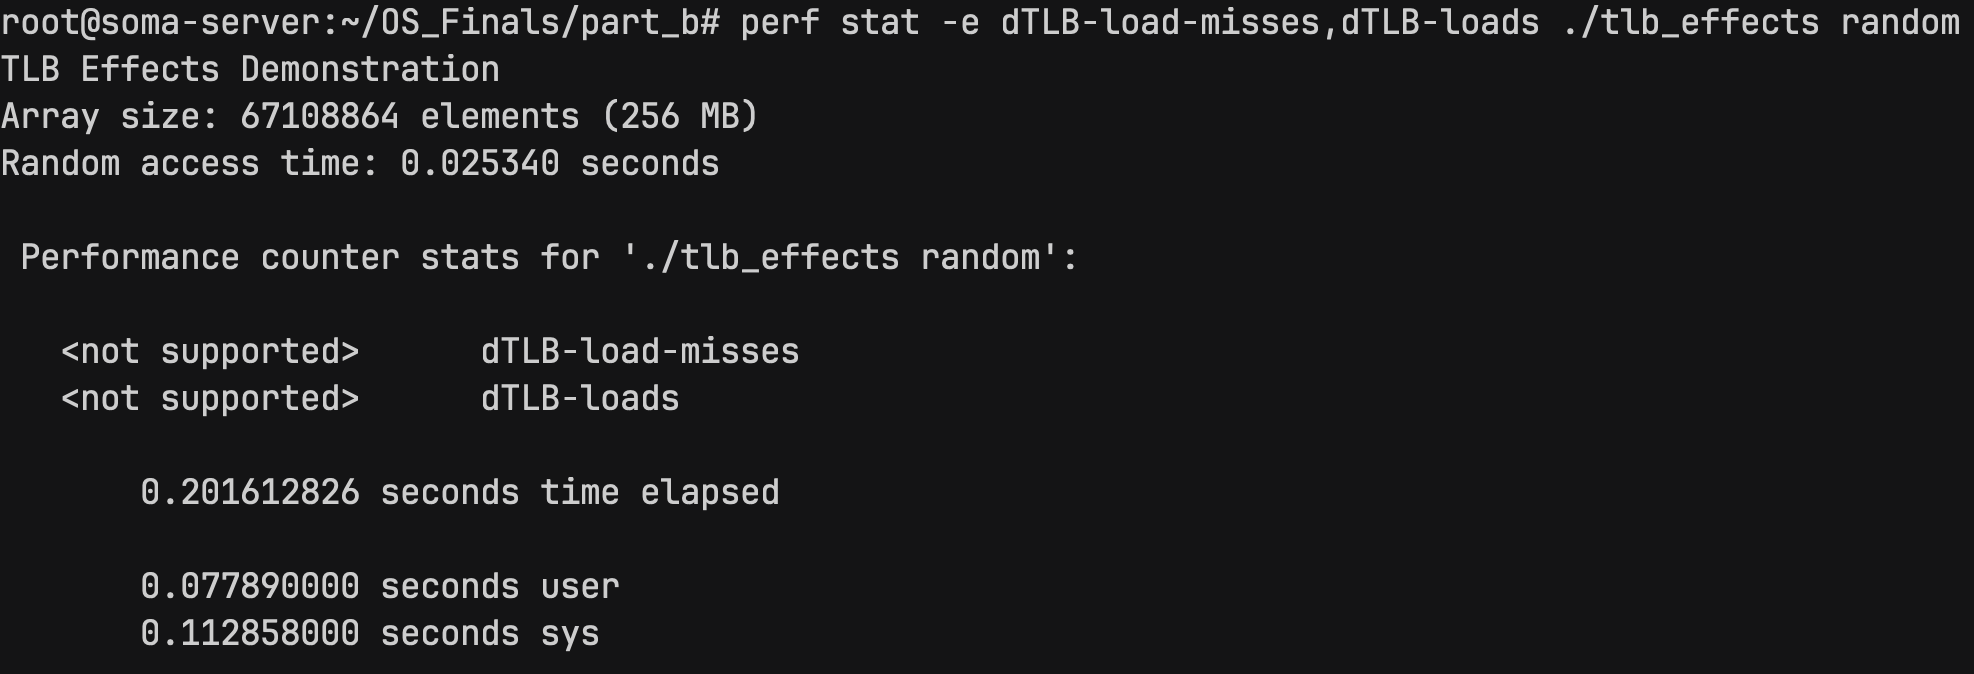 root@soma-server:~/OS_Finals/part_b# perf stat -e dTLB-load-misses,dTLB-loads ./tlb_effects random
TLB Effects Demonstration
Array size: 67108864 elements (256 MB)
Random access time: 0.025340 seconds
Performance counter stats for './tlb_effects random':
<not supported> dTLB-load-misses
<not supported> dTLB-loads
0.201612826 seconds time elapsed
0.077890000 seconds user
0.112858000 seconds sys